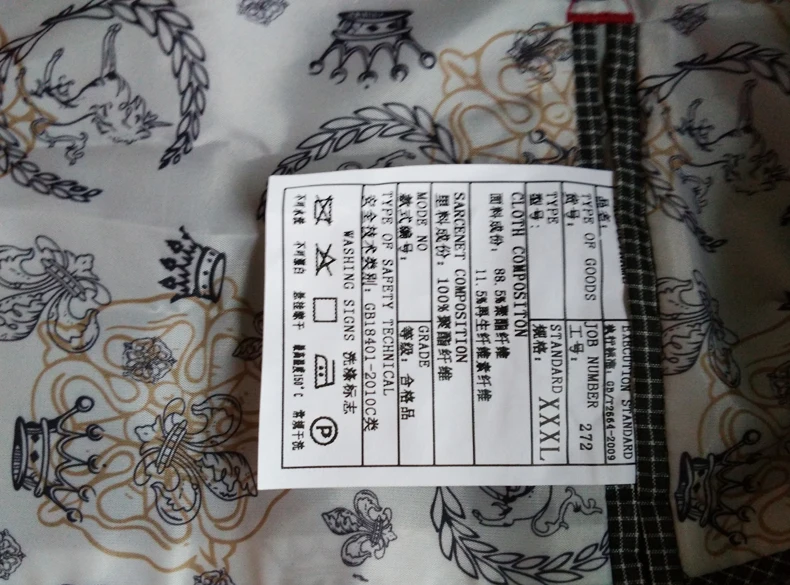 品名:
EXECUTION STANDARD
执行标准: GB/T2664-2009
TYPE OF GOODS
货号:
JOB NUMBER 272
工号:
TYPE
型号:
STANDARD XXXL
规格:
CLOTH COMPOSITON
面料成份: 88.5%聚酯纤维
11.5%再生纤维素纤维
SARCENET COMPOSITION
里料成份: 100%聚酯纤维
MODE NO
款式编号:
GRADE
等级: 合格品
TYPE OF SAFETY TECHNICAL
安全技术类别: GB18401-2010C类
WASHING SIGNS 洗涤标志
P
不可水洗 不可漂白 悬挂晾干 最高温度150°C 常规干洗